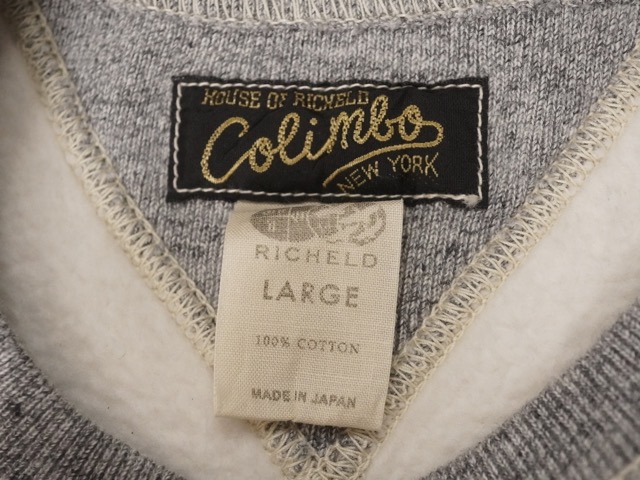 HOUSE OF RICHELD
Colimbo
NEW YORK
RICHELD
LARGE
100% COTTON
MADE IN JAPAN